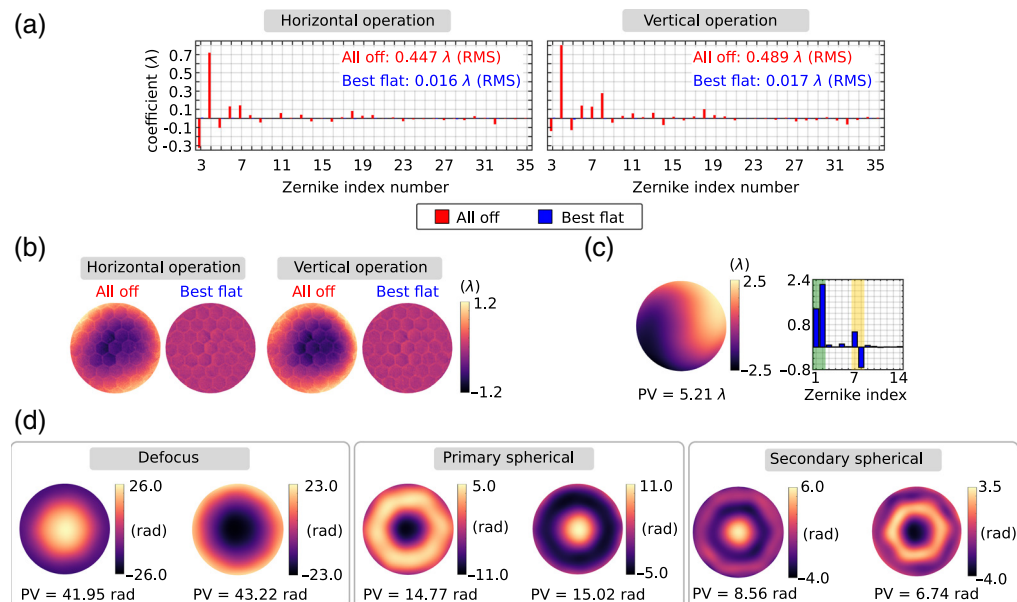 (a)
Horizontal operation
Vertical operation
coefficient (λ)
0.7
0.5
0.3
0.1
−0.1
−0.3
All off: 0.447 λ (RMS)
Best flat: 0.016 λ (RMS)
All off: 0.489 λ (RMS)
Best flat: 0.017 λ (RMS)
3 7 11 15 19 23 27 31 35
3 7 11 15 19 23 27 31 35
Zernike index number
Zernike index number
All off Best flat
(b)
Horizontal operation
Vertical operation
All off Best flat All off Best flat
(λ)
1.2
−1.2
(c)
(λ)
2.5
−2.5
PV = 5.21 λ
2.4
0.8
−0.8
1 7 14
Zernike index
(d)
Defocus
26.0
(rad)
−26.0
PV = 41.95 rad
23.0
(rad)
−23.0
PV = 43.22 rad
Primary spherical
5.0
(rad)
−11.0
PV = 14.77 rad
11.0
(rad)
−5.0
PV = 15.02 rad
Secondary spherical
6.0
(rad)
−4.0
PV = 8.56 rad
3.5
(rad)
−4.0
PV = 6.74 rad